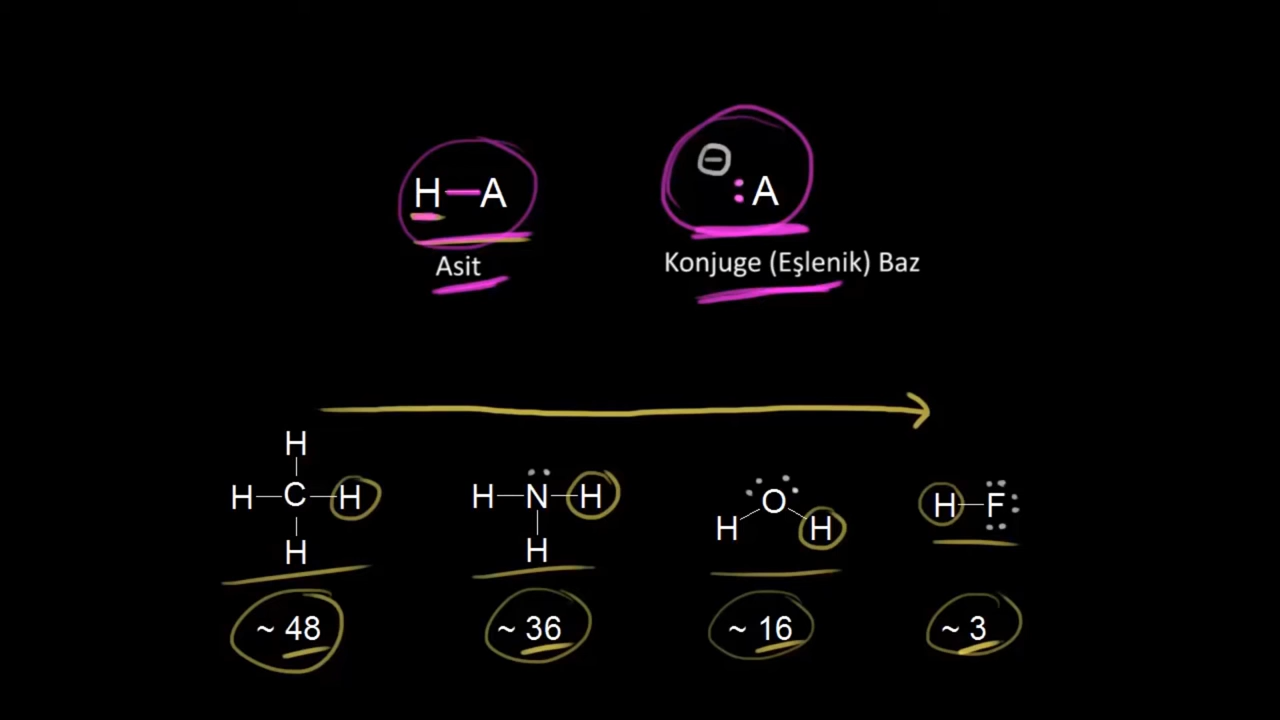 H—A
⊖
:A
Asit
Konjuge (Eşlenik) Baz
H
H—C—H
H
H—N—H
H
O
H H
H—F
~ 48
~ 36
~ 16
~ 3